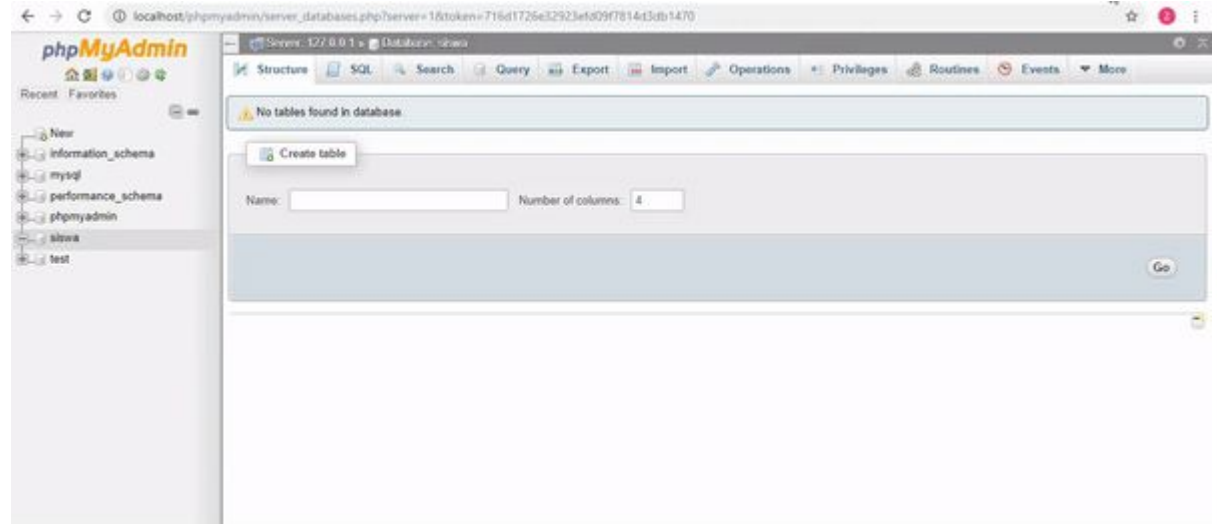 localhost/phpmyadmin/server_databases.php?server=1&token=716d1726e32923efd09f7814d3db1470
2
phpMyAdmin
Recent Favorites
New
information_schema
mysql
performance_schema
phpmyadmin
siswa
test
Server: 127.0.0.1 » Database: siswa
Structure SQL Search Query Export Import Operations Privileges Routines Events More
No tables found in database
Create table
Name: Number of columns: 4
Go